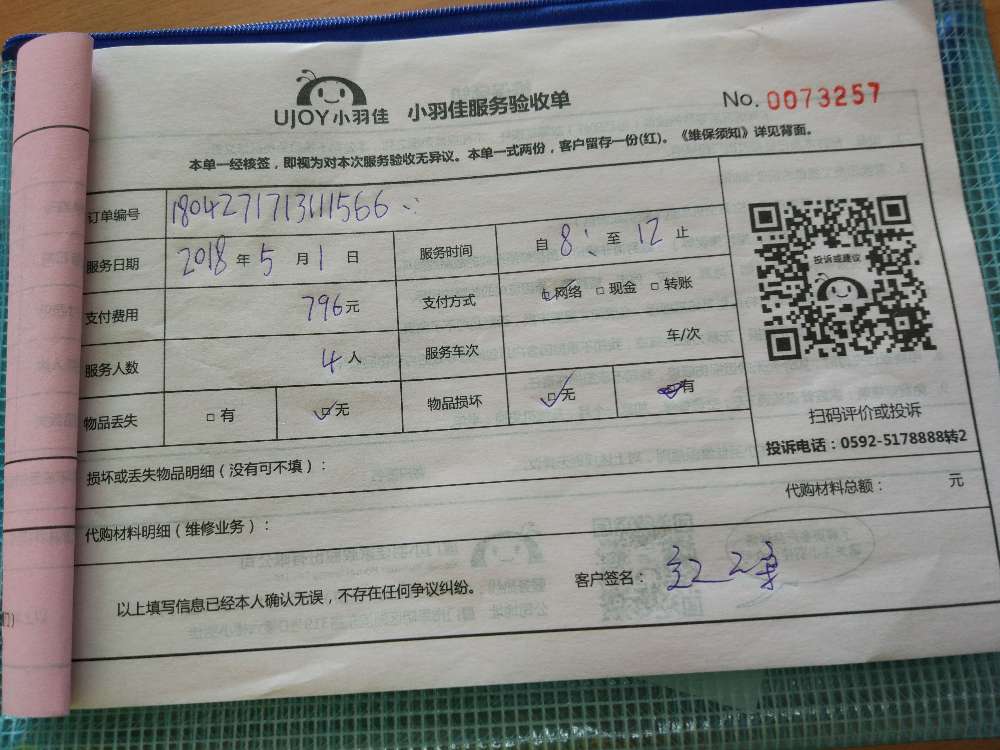 UJOY小羽佳 小羽佳服务验收单 No. 0073257
本单一经核签，即视为对本次服务验收无异议。本单一式两份，客户留存一份(红)。《维保须知》详见背面。
订单编号 1804271713111566
服务日期 2018 年 5 月 1 日 服务时间 自 8: 至 12 止
支付费用 796元 支付方式 □网络 □现金 □转账
服务人数 4人 服务车次 车/次
物品丢失 □有 □无 物品损坏 □无 □有
投诉或建议
扫码评价或投诉
投诉电话：0592-5178888转2
损坏或丢失物品明细（没有可不填）：
代购材料明细（维修业务）： 代购材料总额： 元
以上填写信息已经本人确认无误，不存在任何争议纠纷。 客户签名：